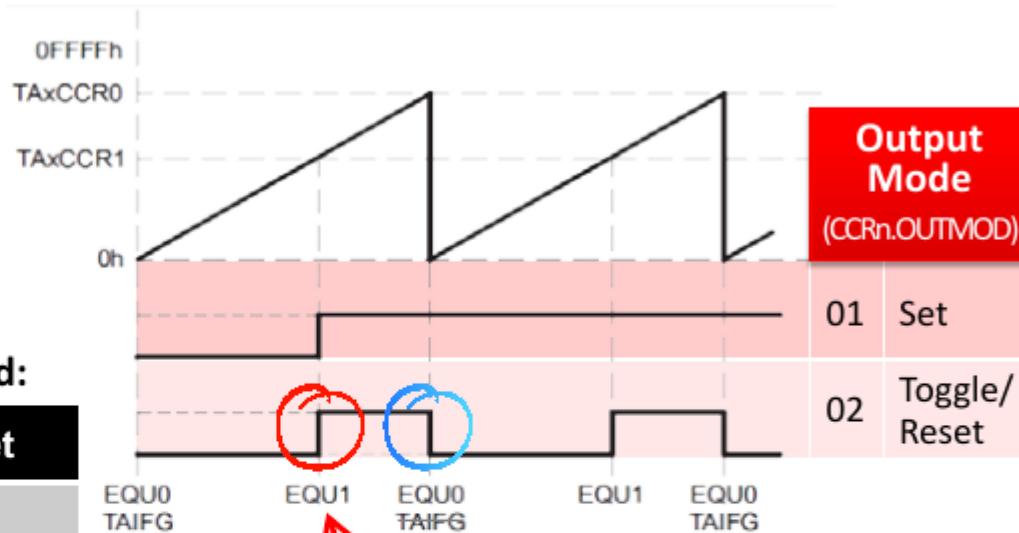 0FFFFh
TAxCCR0
TAxCCR1
0h
Output
Mode
(CCRn.OUTMOD)
01 Set
02 Toggle/
Reset
d:
t
EQU0 EQU1 EQU0 EQU1 EQU0
TAIFG TAIFG TAIFG